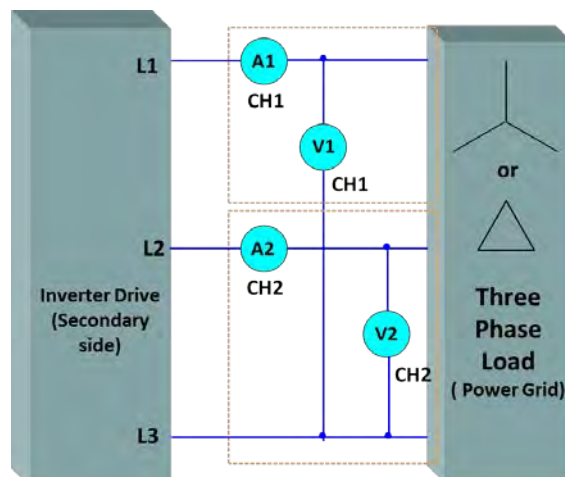 L1
A1
CH1
V1
CH1
or
L2
A2
CH2
Inverter Drive
(Secondary
side)
V2
CH2
Three
Phase
Load
( Power Grid)
L3